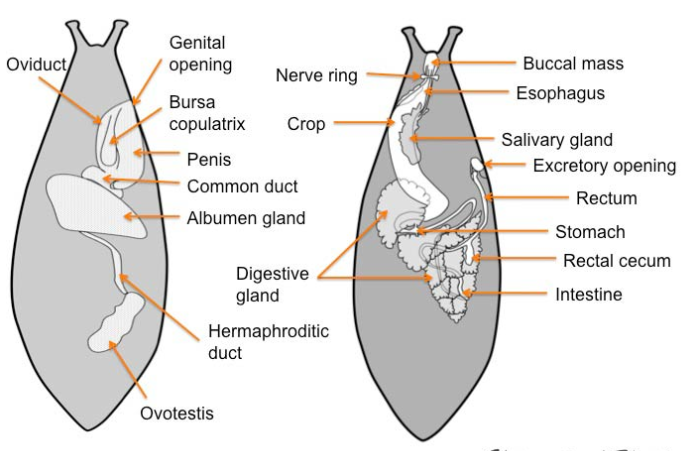 Genital
opening
Oviduct
Bursa
copulatrix
Penis
Common duct
Albumen gland
Hermaphroditic
duct
Ovotestis
Buccal mass
Nerve ring
Esophagus
Crop
Salivary gland
Excretory opening
Rectum
Stomach
Rectal cecum
Digestive
gland
Intestine